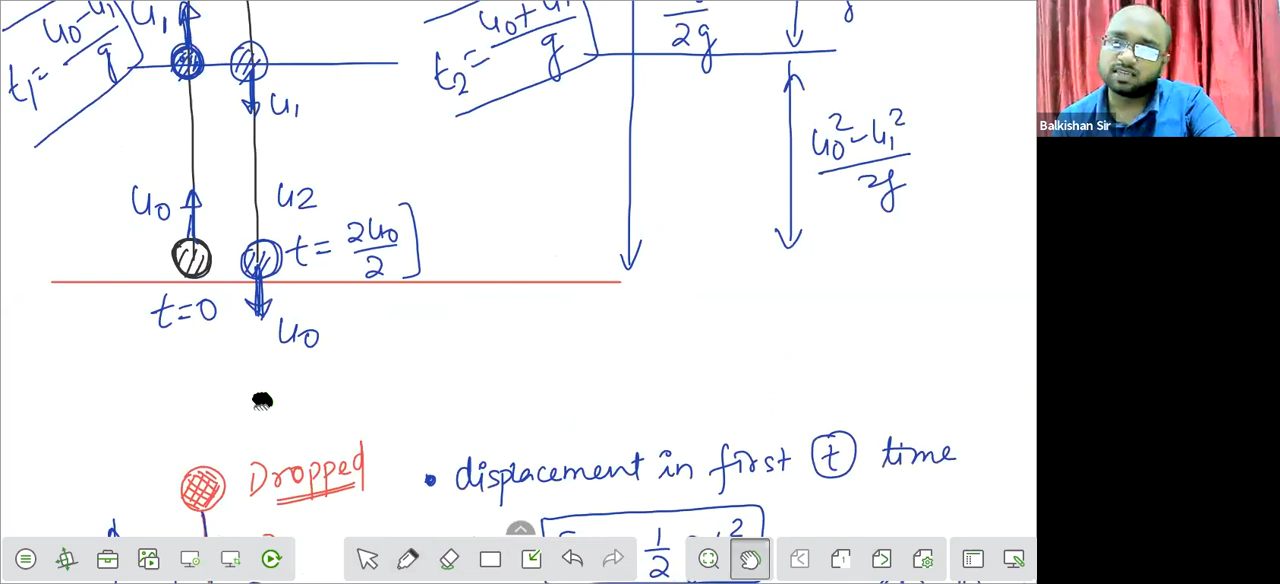 t₁ = u₀-u₁/g
u₁
u₁
t₂ = u₀+u₁/g
2g
u₀²-u₁²/2g
u₀
u2
t = 2u₀/2]
t=0
u₀
Dropped
• displacement in first t time
1/2
Balkishan Sir